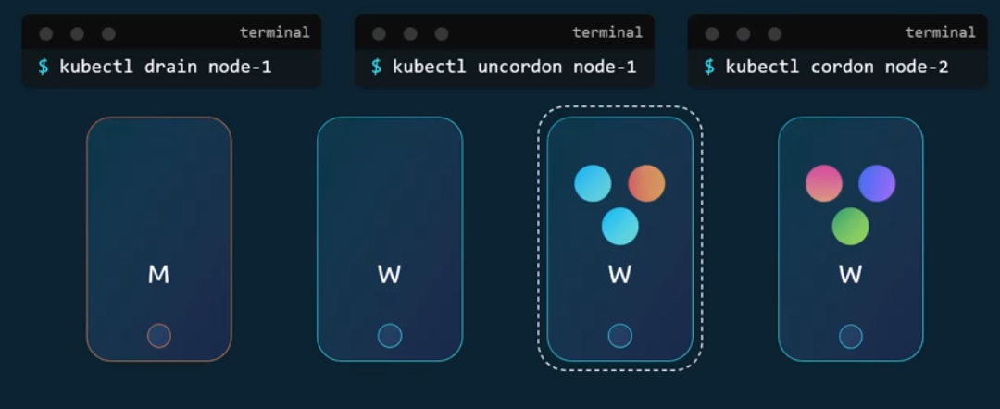 terminal
$ kubectl drain node-1
terminal
$ kubectl uncordon node-1
terminal
$ kubectl cordon node-2
M
W
W
W